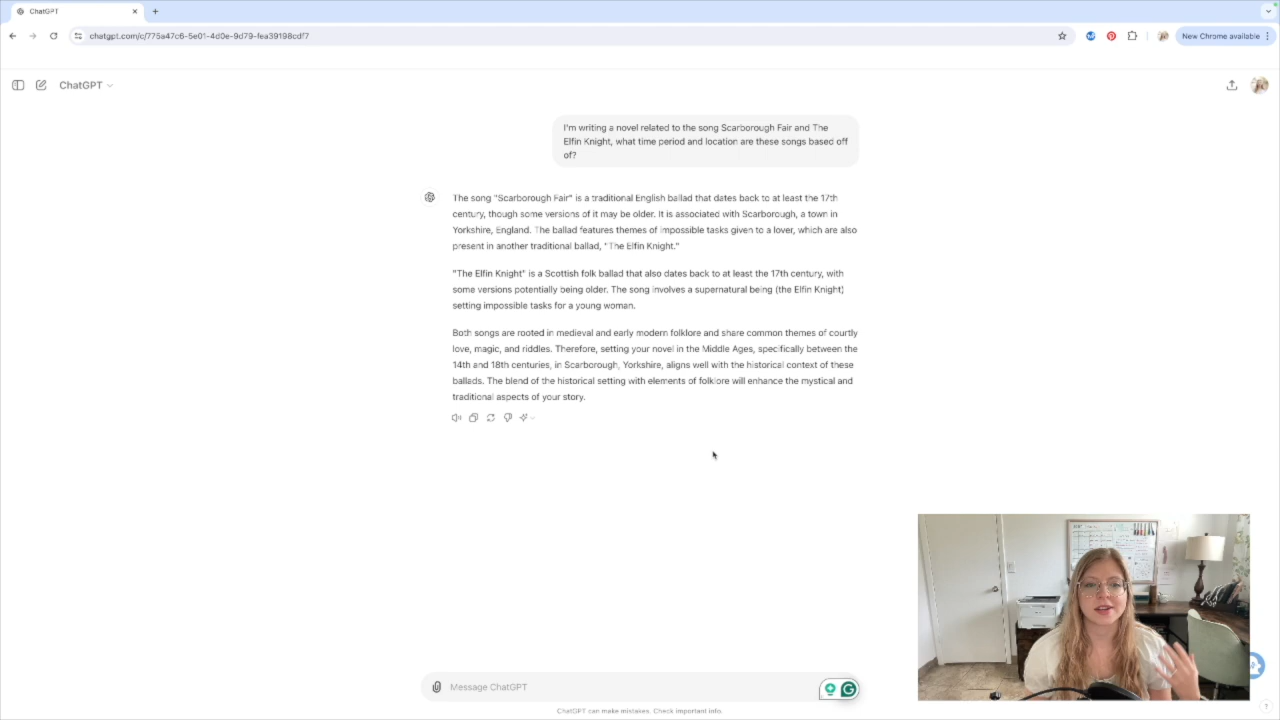 ChatGPT
chatgpt.com/c/775a47c6-5e01-4d0e-9d79-fea39198cdf7
New Chrome available
ChatGPT
I'm writing a novel related to the song Scarborough Fair and The
Elfin Knight, what time period and location are these songs based off
of?
The song "Scarborough Fair" is a traditional English ballad that dates back to at least the 17th
century, though some versions of it may be older. It is associated with Scarborough, a town in
Yorkshire, England. The ballad features themes of impossible tasks given to a lover, which are also
present in another traditional ballad, "The Elfin Knight."
"The Elfin Knight" is a Scottish folk ballad that also dates back to at least the 17th century, with
some versions potentially being older. The song involves a supernatural being (the Elfin Knight)
setting impossible tasks for a young woman.
Both songs are rooted in medieval and early modern folklore and share common themes of courtly
love, magic, and riddles. Therefore, setting your novel in the Middle Ages, specifically between the
14th and 18th centuries, in Scarborough, Yorkshire, aligns well with the historical context of these
ballads. The blend of the historical setting with elements of folklore will enhance the mystical and
traditional aspects of your story.
Message ChatGPT
ChatGPT can make mistakes. Check important info.
?